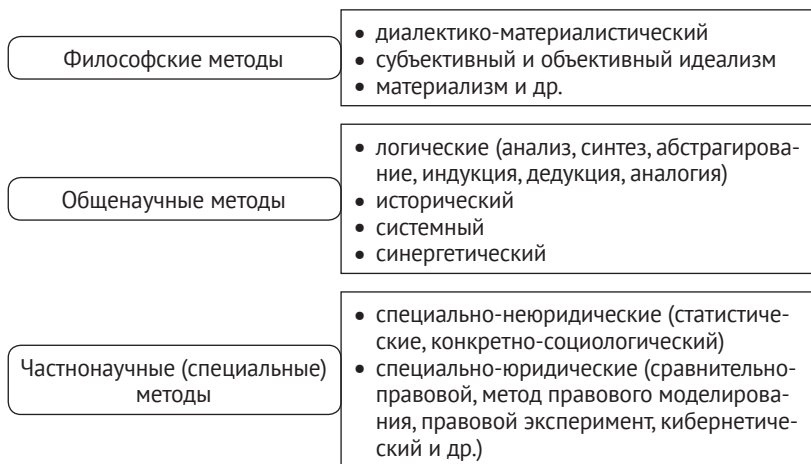 Философские методы
• диалектико-материалистический
• субъективный и объективный идеализм
• материализм и др.
Общенаучные методы
• логические (анализ, синтез, абстрагирова-
ние, индукция, дедукция, аналогия)
• исторический
• системный
• синергетический
Частнонаучные (специальные)
методы
• специально-неюридические (статистиче-
ские, конкретно-социологический)
• специально-юридические (сравнительно-
правовой, метод правового моделирова-
ния, правовой эксперимент, кибернетиче-
ский и др.)